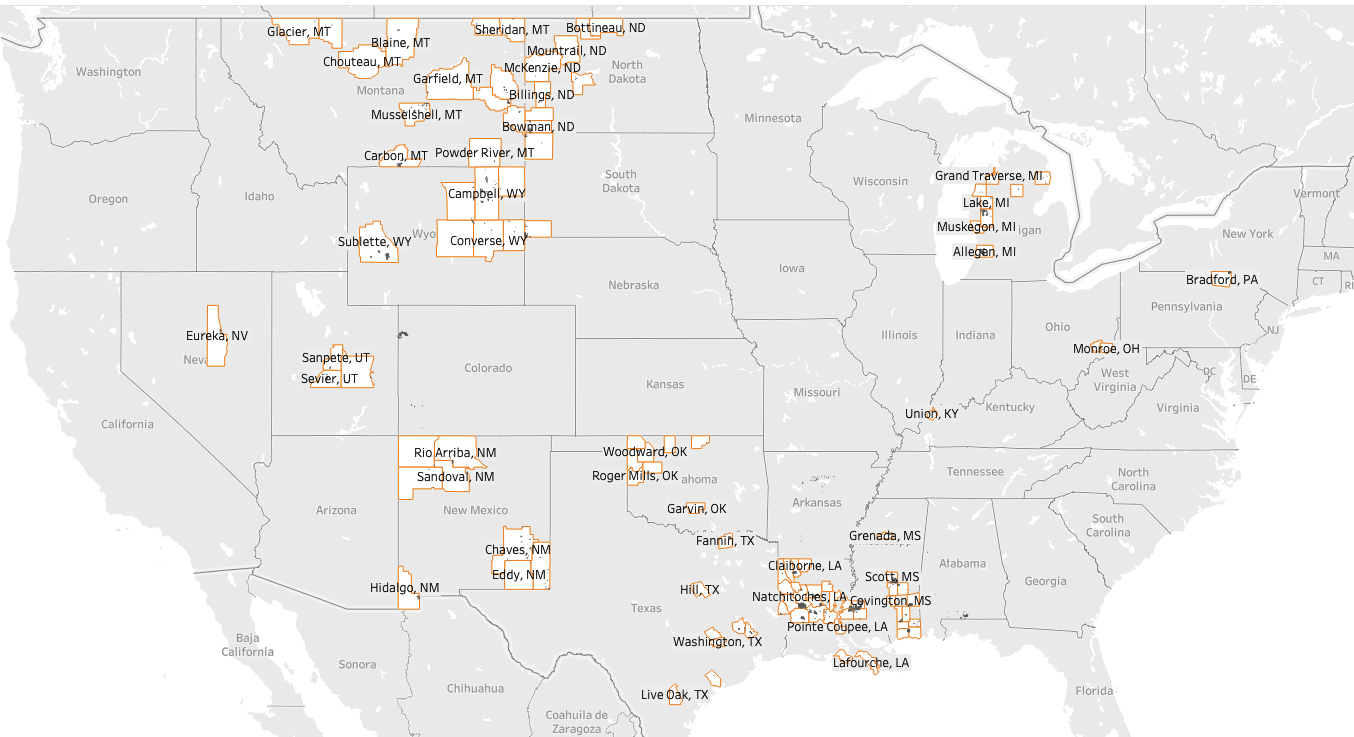 Glacier, MT
Sheridan, MT
Bottineau, ND
Blaine, MT
Mountrail, ND
Chouteau, MT
McKenzie, ND
North
Dakota
Washington
Garfield, MT
Montana
Billings, ND
Musselshell, MT
Minnesota
Bowman, ND
Carbon, MT
Powder River, MT
Grand Traverse, MI
Wisconsin
South
Dakota
Campbell, WY
Vermont
Oregon
Idaho
Lake, MI
Muskegon, MI
igan
Sublette, WY
Wyo
Converse, WY
New York
Allegan, MI
MA
Iowa
Bradford, PA
CT
RI
Nebraska
Pennsylvania
Eureka, NV
Neva
Illinois
Indiana
Ohio
NJ
Monroe, OH
Sanpete, UT
Sevier, UT
Colorado
West
Virginia
DC
DE
Kansas
Missouri
Union, KY
Kentucky
Virginia
California
Rio Arriba, NM
Woodward, OK
Sandoval, NM
Roger Mills, OK
ahoma
Tennessee
North
Carolina
Arizona
New Mexico
Garvin, OK
Arkansas
South
Carolina
Chaves, NM
Fannin, TX
Grenada, MS
Alabama
Claiborne, LA
Eddy, NM
Scott, MS
Georgia
Hidalgo, NM
Hill, TX
Natchitoches, LA
Covington, MS
Texas
Pointe Coupee, LA
Washington, TX
Baja
California
Sonora
Lafourche, LA
Chihuahua
Live Oak, TX
Florida
Coahuila de
Zaragoza